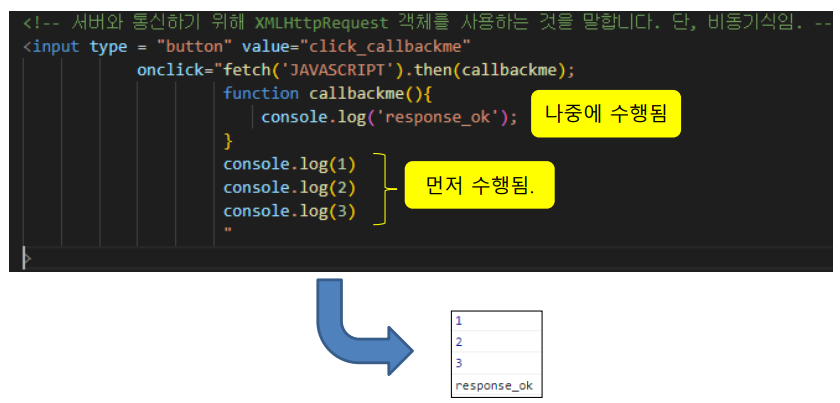 <!-- 서버와 통신하기 위해 XMLHttpRequest 객체를 사용하는 것을 말합니다. 단, 비동기식임. --
<input type = "button" value="click_callbackme"
onclick="fetch('JAVASCRIPT').then(callbackme);
function callbackme(){
console.log('response_ok');
나중에 수행됨
}
console.log(1)
console.log(2)
먼저 수행됨.
console.log(3)
"
>
1
2
3
response_ok